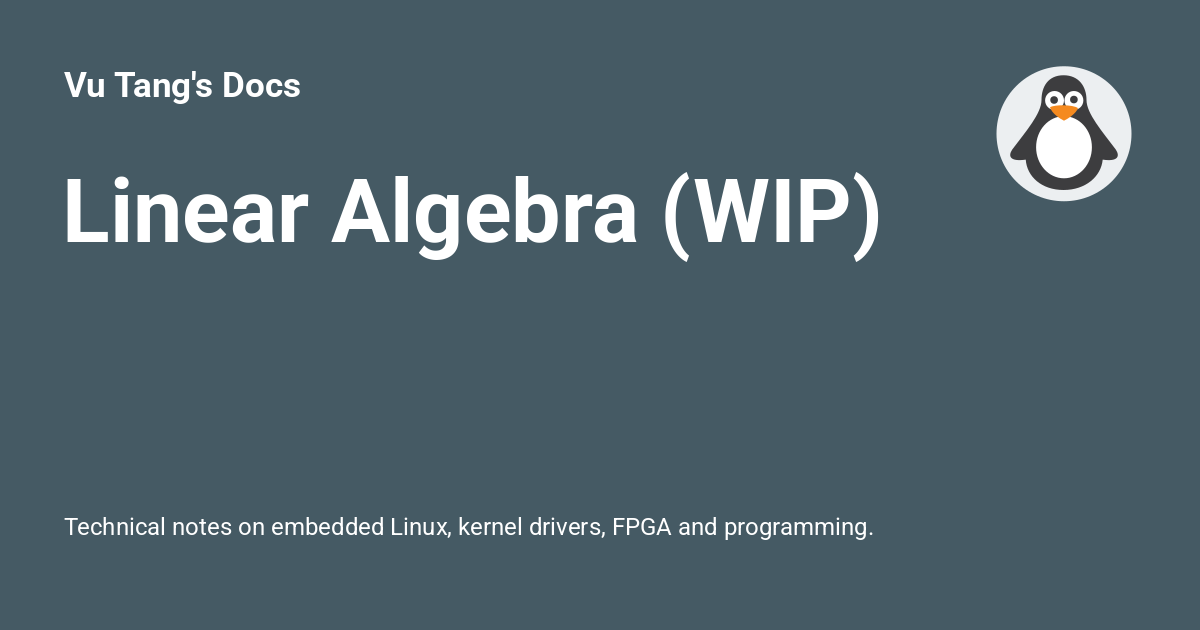 Vu Tang's Docs
Linear Algebra (WIP)
Technical notes on embedded Linux, kernel drivers, FPGA and programming.